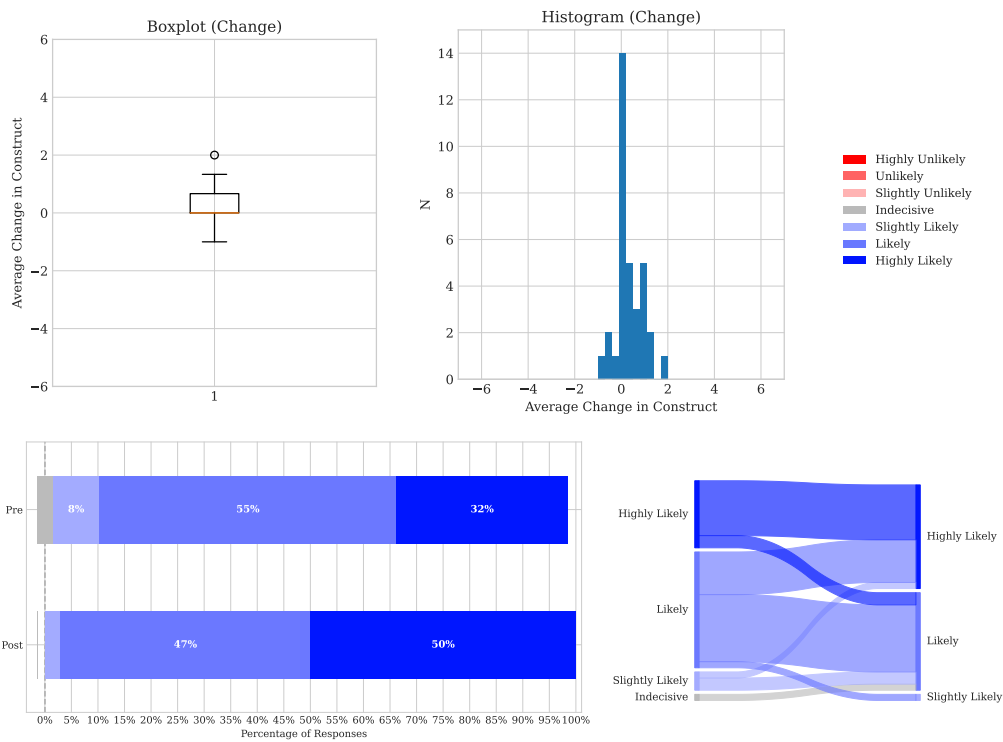 Boxplot (Change)
6
4
2
0
−2
−4
−6
Average Change in Construct
1
Histogram (Change)
14
12
10
8
6
4
2
0
N
−6 −4 −2 0 2 4 6
Average Change in Construct
Highly Unlikely
Unlikely
Slightly Unlikely
Indecisive
Slightly Likely
Likely
Highly Likely
Pre
8% 55% 32%
Post
47% 50%
0% 5% 10% 15% 20% 25% 30% 35% 40% 45% 50% 55% 60% 65% 70% 75% 80% 85% 90% 95% 100%
Percentage of Responses
Highly Likely
Likely
Slightly Likely
Indecisive
Highly Likely
Likely
Slightly Likely